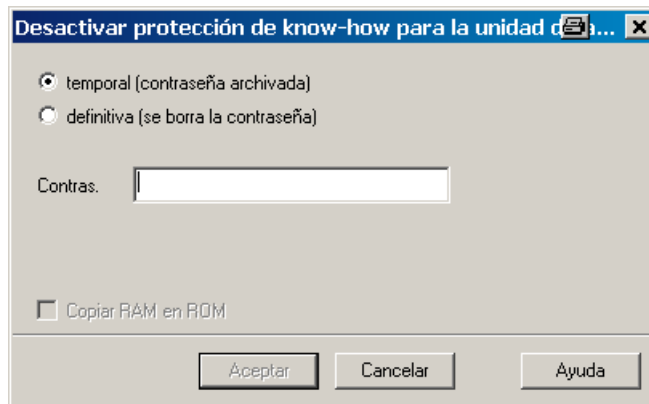 Desactivar protección de know-how para la unidad d a...
temporal (contraseña archivada)
definitiva (se borra la contraseña)
Contras.
Copiar RAM en ROM
Aceptar Cancelar Ayuda